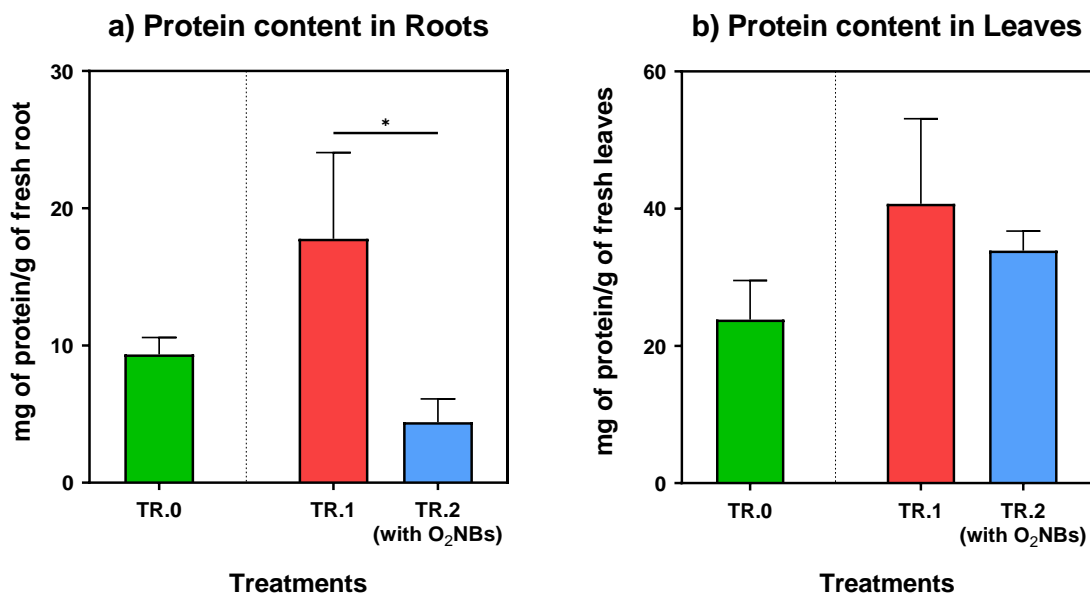 a) Protein content in Roots
mg of protein/g of fresh root
30
20
10
0
*
TR.0
TR.1
TR.2
(with O₂NBs)
Treatments
b) Protein content in Leaves
mg of protein/g of fresh leaves
60
40
20
0
TR.0
TR.1
TR.2
(with O₂NBs)
Treatments